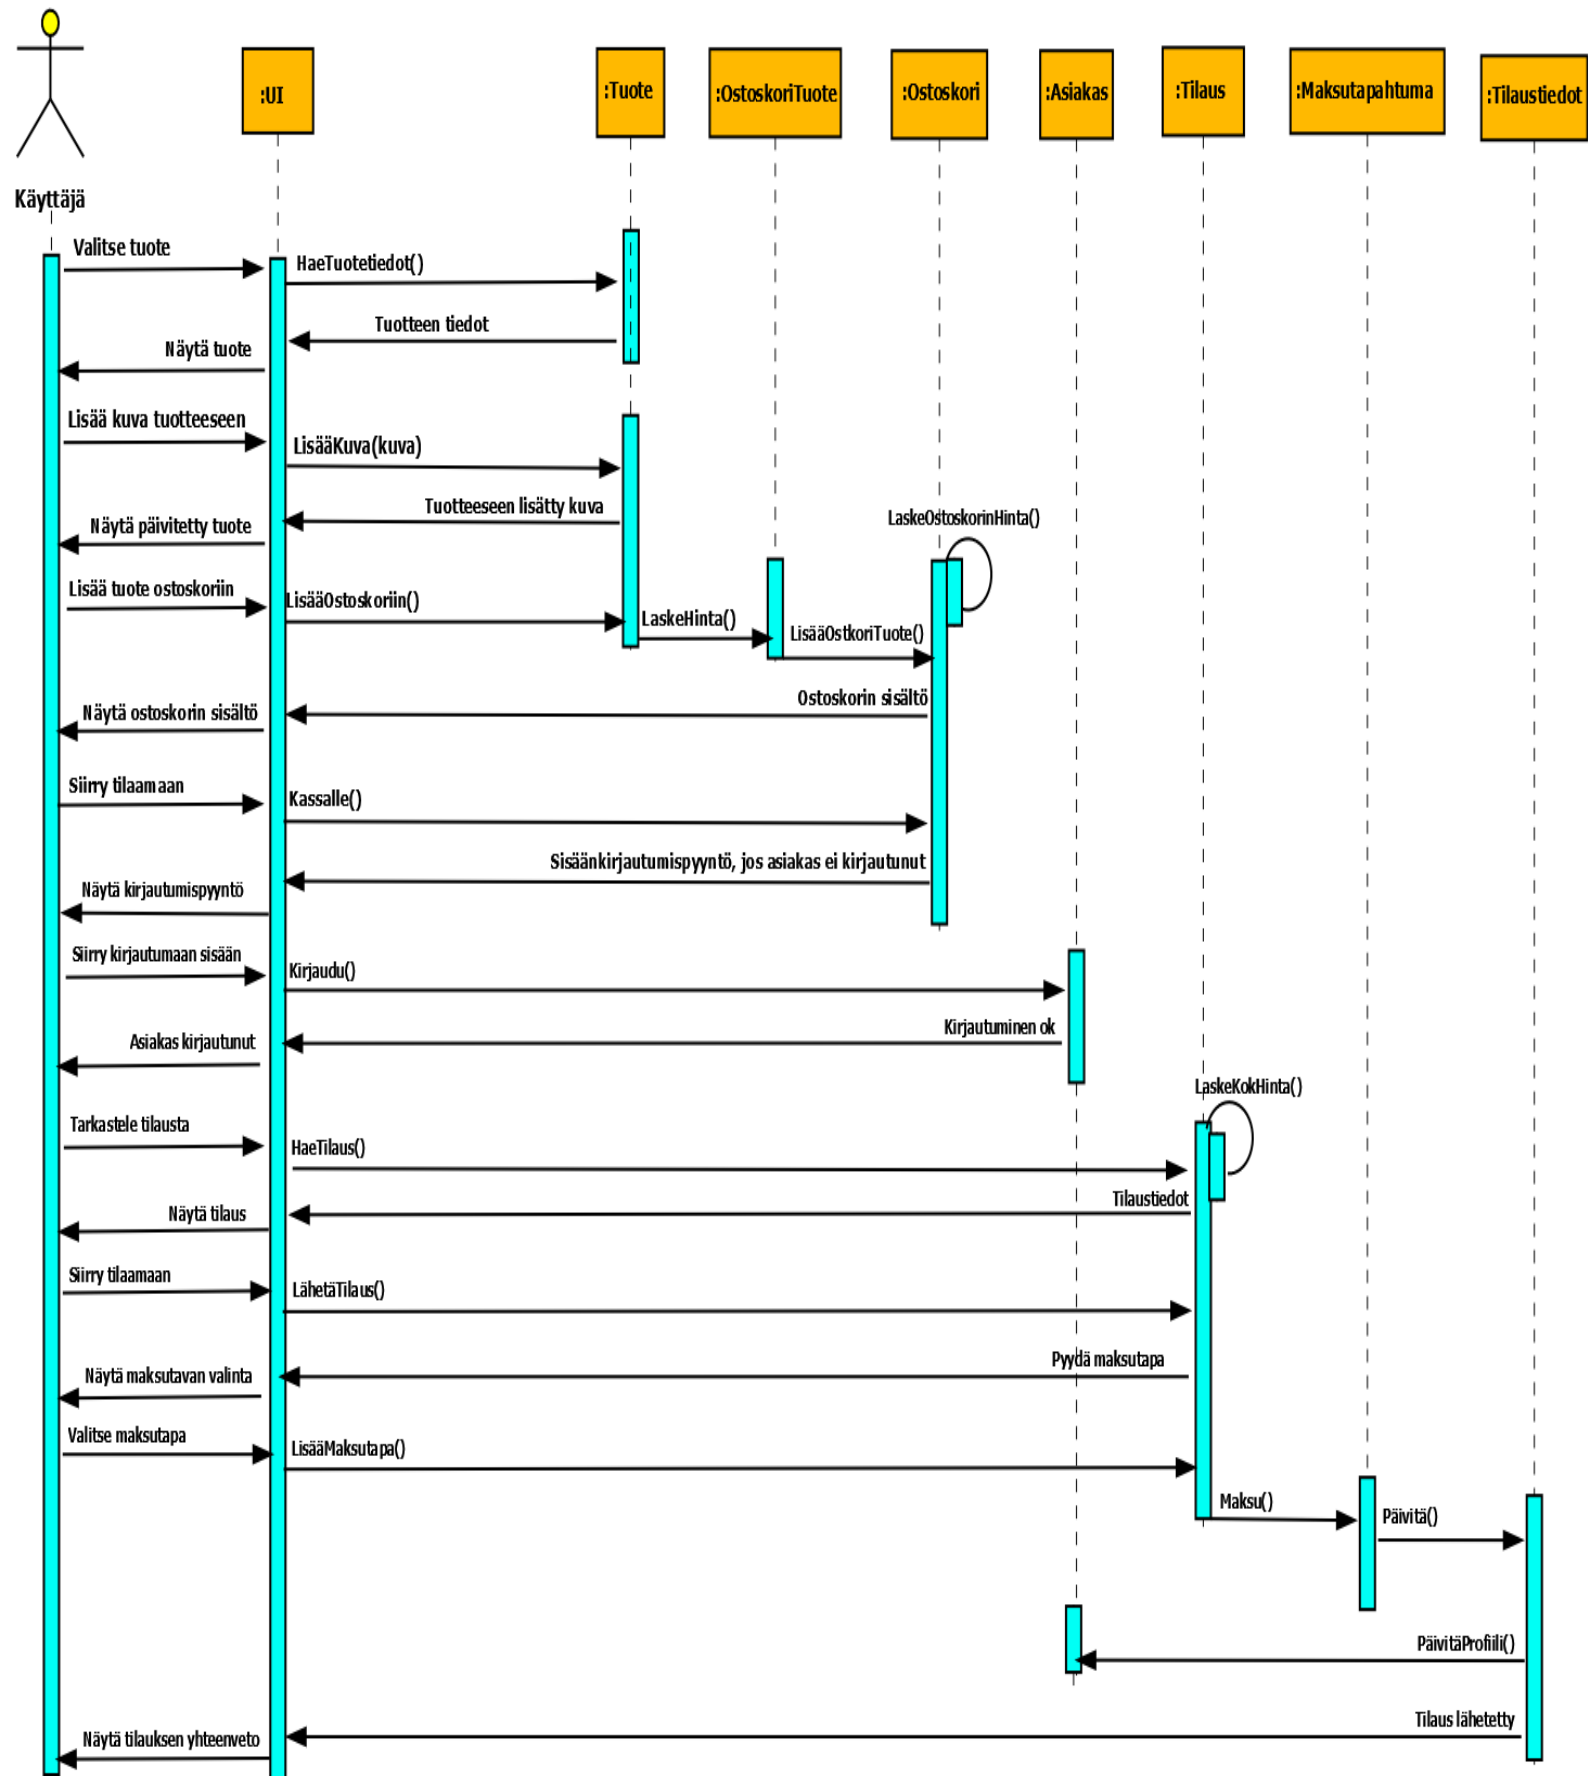 :UI
:Tuote
:OstoskoriTuote
:Ostoskori
:Asiakas
:Tilaus
:Maksutapahtuma
:Tilaustiedot
Käyttäjä
Valitse tuote
HaeTuotetiedot()
Tuotteen tiedot
Näytä tuote
Lisää kuva tuotteeseen
LisääKuva(kuva)
Tuotteeseen lisätty kuva
Näytä päivitetty tuote
LaskeOstoskorinHinta()
Lisää tuote ostoskoriin
LisääOstoskoriin()
LaskeHinta()
LisääOstkoriTuote()
Ostoskorin sisältö
Näytä ostoskorin sisältö
Siirry tilaamaan
Kassalle()
Sisäänkirjautumispyyntö, jos asiakas ei kirjautunut
Näytä kirjautumispyyntö
Siirry kirjautumaan sisään
Kirjaudu()
Kirjautuminen ok
Asiakas kirjautunut
LaskeKokHinta()
Tarkastele tilausta
HaeTilaus()
Tilaustiedot
Näytä tilaus
Siirry tilaamaan
LähetäTilaus()
Pyydä maksutapa
Näytä maksutavan valinta
Valitse maksutapa
LisääMaksutapa()
Maksu()
Päivitä()
PäivitäProfiili()
Tilaus lähetetty
Näytä tilauksen yhteenveto